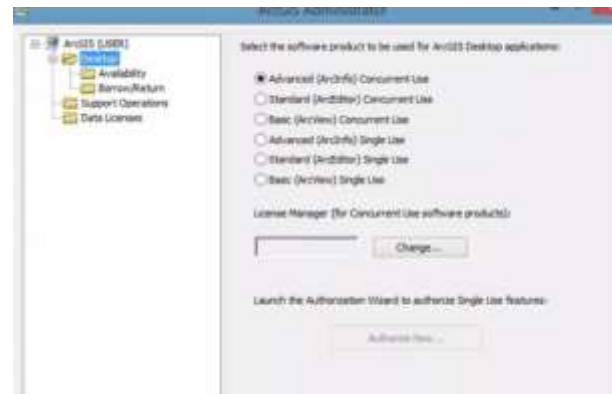 ArcGIS Administrator
ArcGIS (USER)
Desktop
Availability
Borrow/Return
Support Operations
Data Licenses
Select the software product to be used for ArcGIS Desktop applications:
Advanced (ArcInfo) Concurrent Use
Standard (ArcEditor) Concurrent Use
Basic (ArcView) Concurrent Use
Advanced (ArcInfo) Single Use
Standard (ArcEditor) Single Use
Basic (ArcView) Single Use
License Manager (for Concurrent Use software products):
Change...
Launch the Authorization Wizard to authorize Single Use features:
Authorize Now...